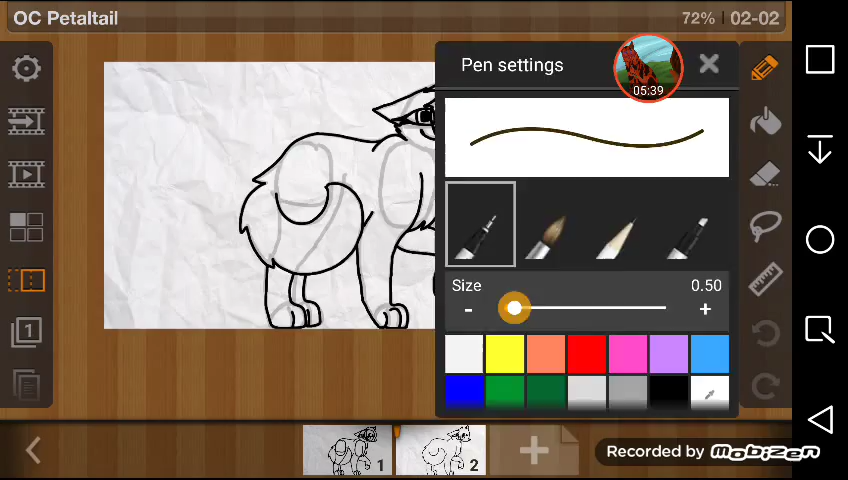 OC Petaltail
72% 02-02
Pen settings
05:39
Size 0.50
- +
1
1 2
Recorded by Mobizen